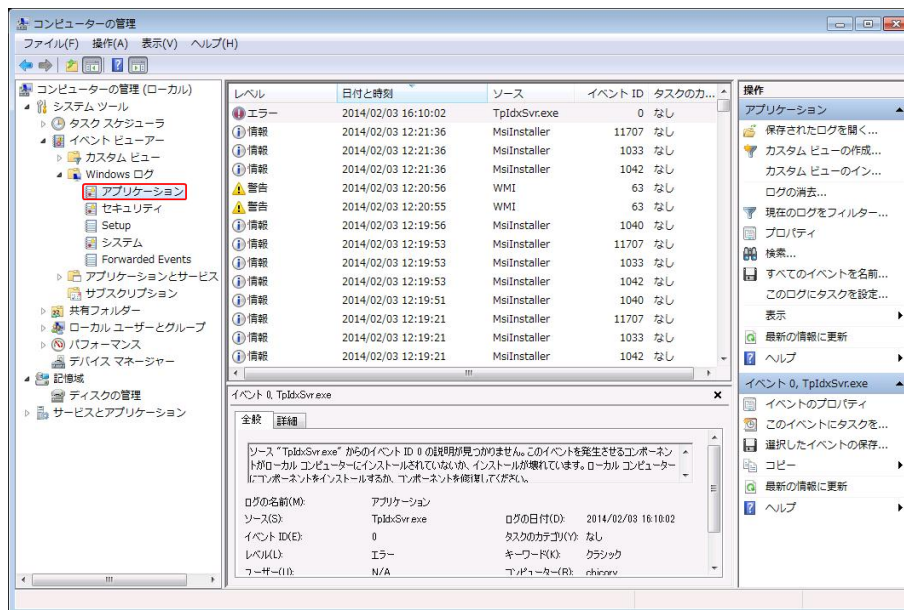 コンピューターの管理
ファイル(F) 操作(A) 表示(V) ヘルプ(H)
コンピューターの管理 (ローカル)
システム ツール
タスク スケジューラ
イベント ビューアー
カスタム ビュー
Windows ログ
アプリケーション
セキュリティ
Setup
システム
Forwarded Events
アプリケーションとサービス
サブスクリプション
共有フォルダー
ローカル ユーザーとグループ
パフォーマンス
デバイス マネージャー
記憶域
ディスクの管理
サービスとアプリケーション
レベル 日付と時刻 ソース イベント ID タスクのカ...
エラー 2014/02/03 16:10:02 TpIdxSvr.exe 0 なし
情報 2014/02/03 12:21:36 MsiInstaller 11707 なし
情報 2014/02/03 12:21:36 MsiInstaller 1033 なし
情報 2014/02/03 12:21:36 MsiInstaller 1042 なし
警告 2014/02/03 12:20:56 WMI 63 なし
警告 2014/02/03 12:20:55 WMI 63 なし
情報 2014/02/03 12:19:56 MsiInstaller 1040 なし
情報 2014/02/03 12:19:53 MsiInstaller 11707 なし
情報 2014/02/03 12:19:53 MsiInstaller 1033 なし
情報 2014/02/03 12:19:53 MsiInstaller 1042 なし
情報 2014/02/03 12:19:51 MsiInstaller 1040 なし
情報 2014/02/03 12:19:21 MsiInstaller 11707 なし
情報 2014/02/03 12:19:21 MsiInstaller 1033 なし
情報 2014/02/03 12:19:21 MsiInstaller 1042 なし
イベント 0, TpIdxSvr.exe
全般 詳細
ソース "TpIdxSvr.exe" からのイベント ID 0 の説明が見つかりません。このイベントを発生させるコンポーネン
トがローカル コンピューターにインストールされていないか、インストールが壊れています。ローカル コンピューター
にコンポーネントをインストールするか、コンポーネントを修復してください。
ログの名前(M): アプリケーション
ソース(S): TpIdxSvr.exe ログの日付(D): 2014/02/03 16:10:02
イベント ID(E): 0 タスクのカテゴリ(Y): なし
レベル(L): エラー キーワード(K): クラシック
ユーザー(U): N/A コンピューター(R): chicory
操作
アプリケーション
保存されたログを開く...
カスタム ビューの作成...
カスタム ビューのイン...
ログの消去...
現在のログをフィルター...
プロパティ
検索...
すべてのイベントを名前...
このログにタスクを設定...
表示
最新の情報に更新
ヘルプ
イベント 0, TpIdxSvr.exe
イベントのプロパティ
このイベントにタスクを...
選択したイベントの保存...
コピー
最新の情報に更新
ヘルプ